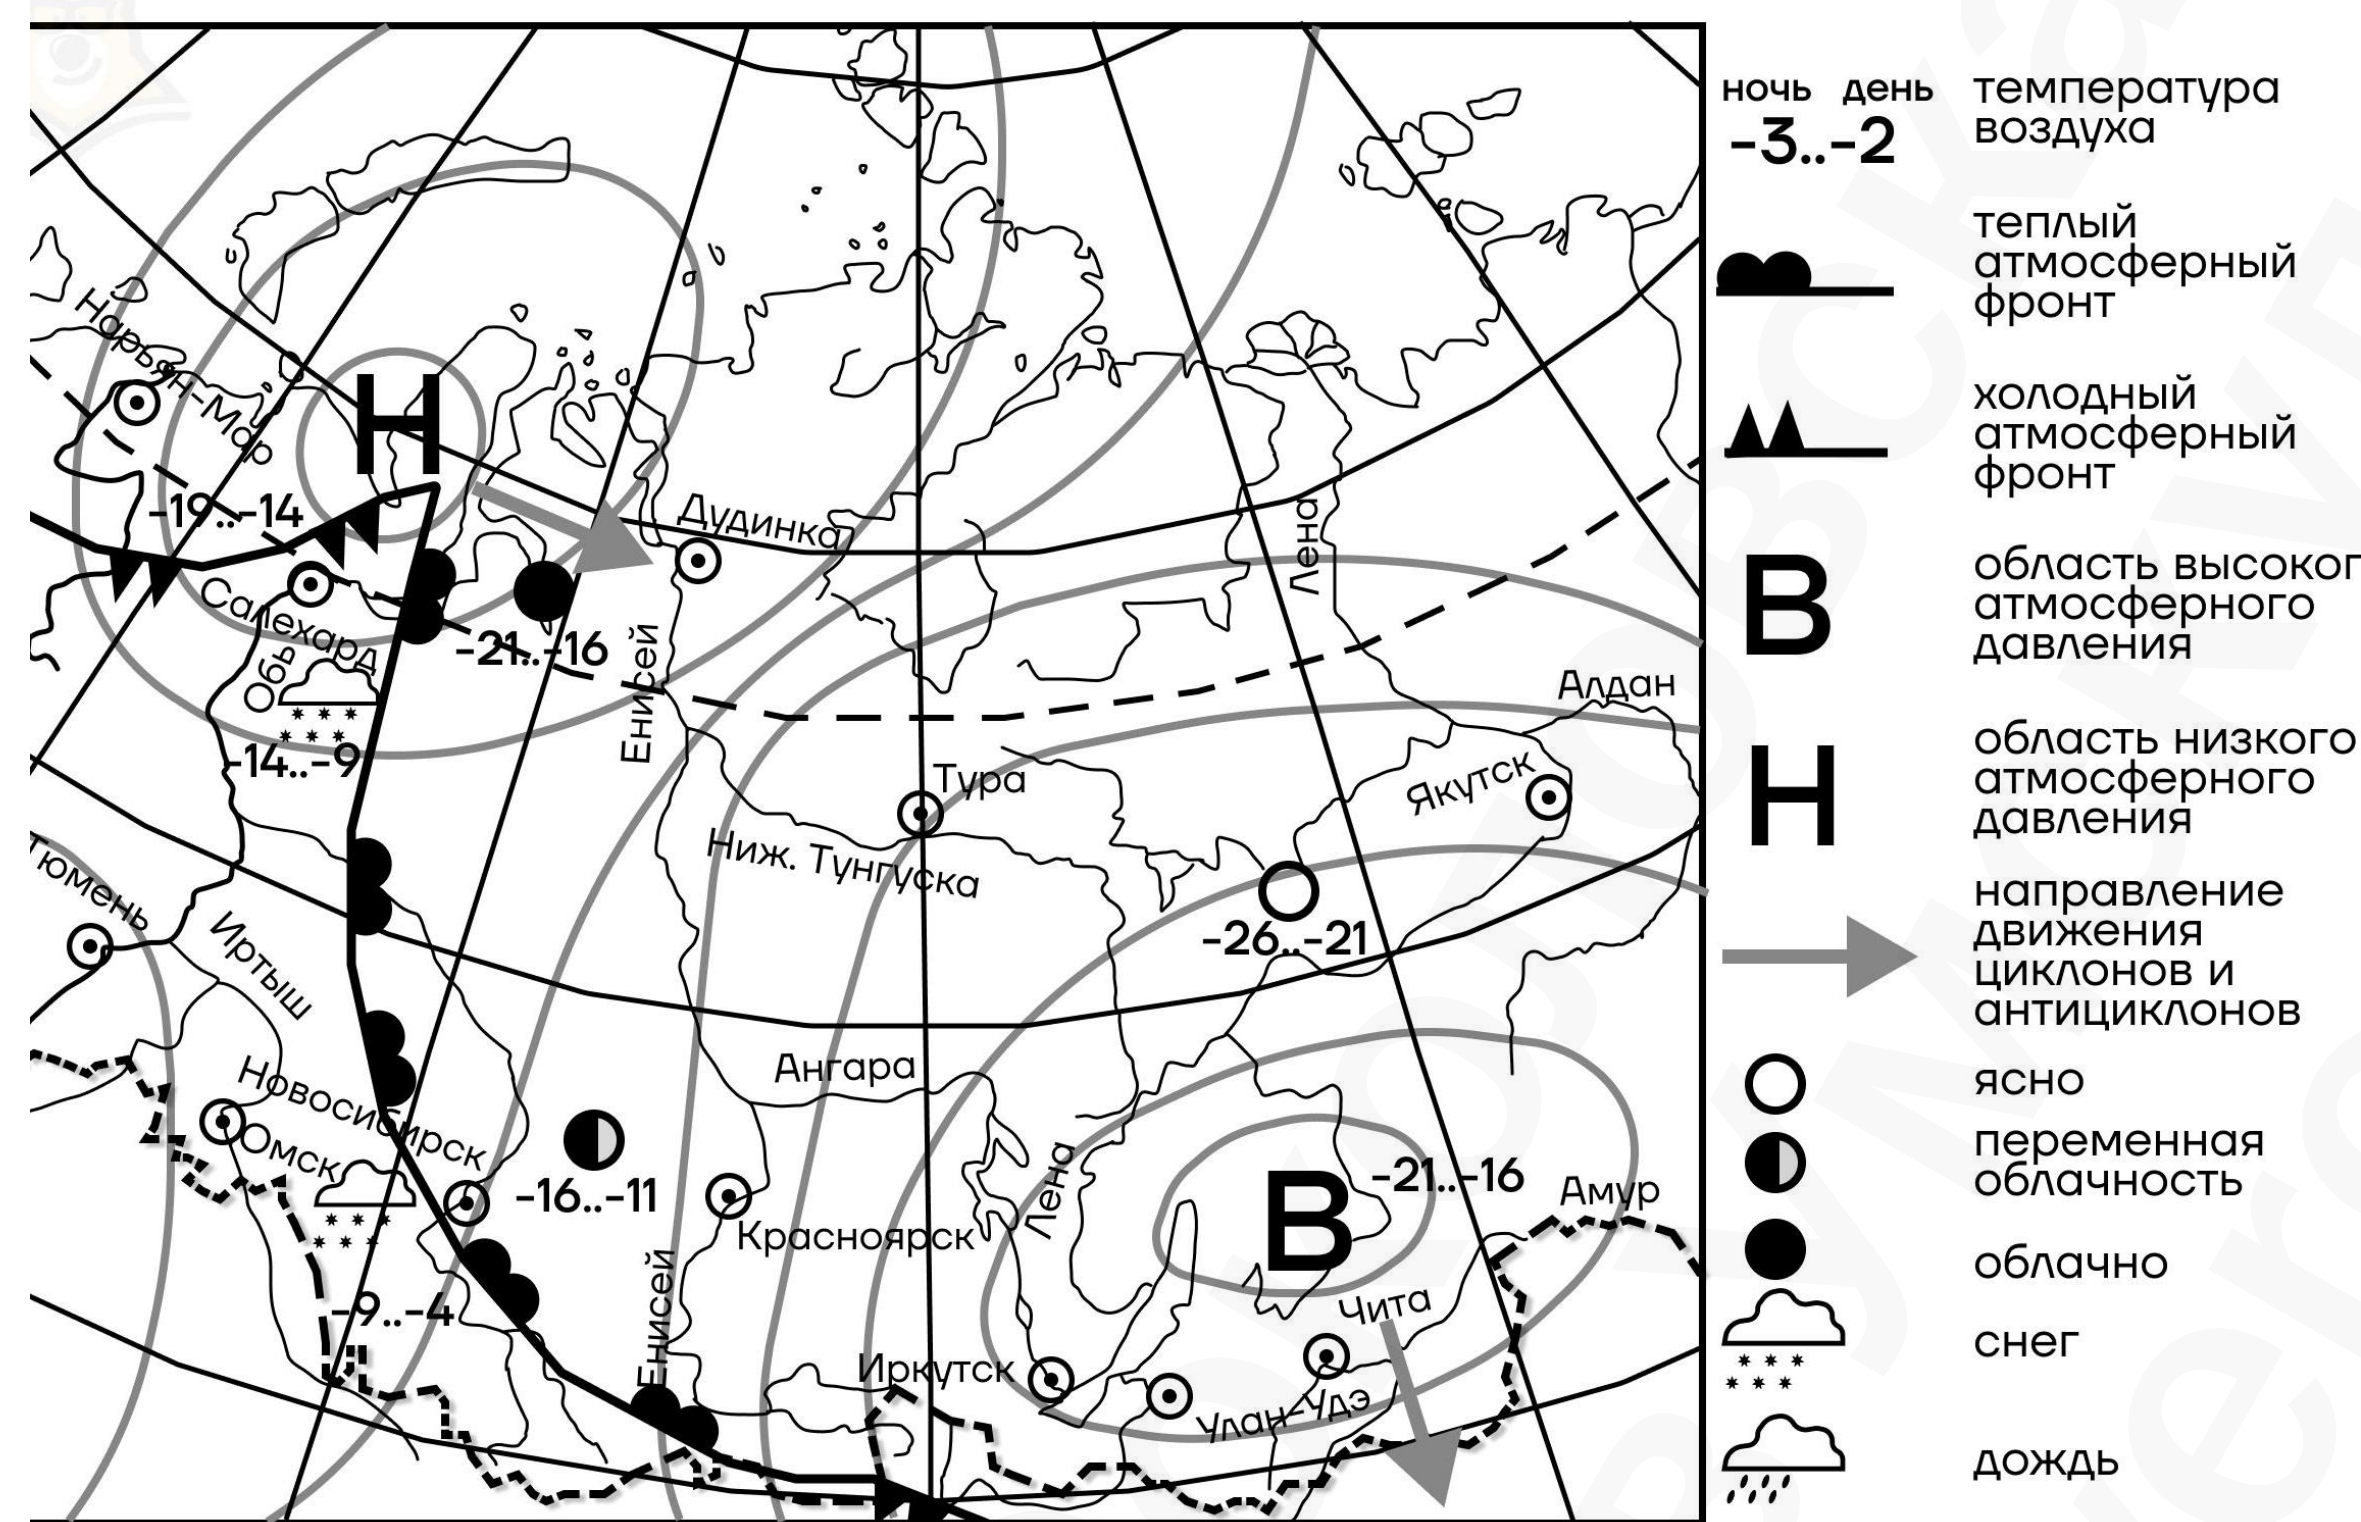 Нарьян-Мар
Н
-19..-14
Дудинка
Салехард
Обь
-21..-16
Енисей
-14..-9
Лена
Алдан
Тура
Якутск
Ниж. Тунгуска
Тюмень
Иртыш
-26..-21
Ангара
Новосибирск
Омск
-16..-11
Красноярск
Лена
В
-21..-16
Амур
-9..-4
Енисей
Чита
Иркутск
Улан-Удэ
ночь день
-3..-2
температура
воздуха
теплый
атмосферный
фронт
холодный
атмосферный
фронт
В
область высоког
атмосферного
давления
Н
область низкого
атмосферного
давления
направление
движения
циклонов и
антициклонов
ясно
переменная
облачность
облачно
снег
дождь